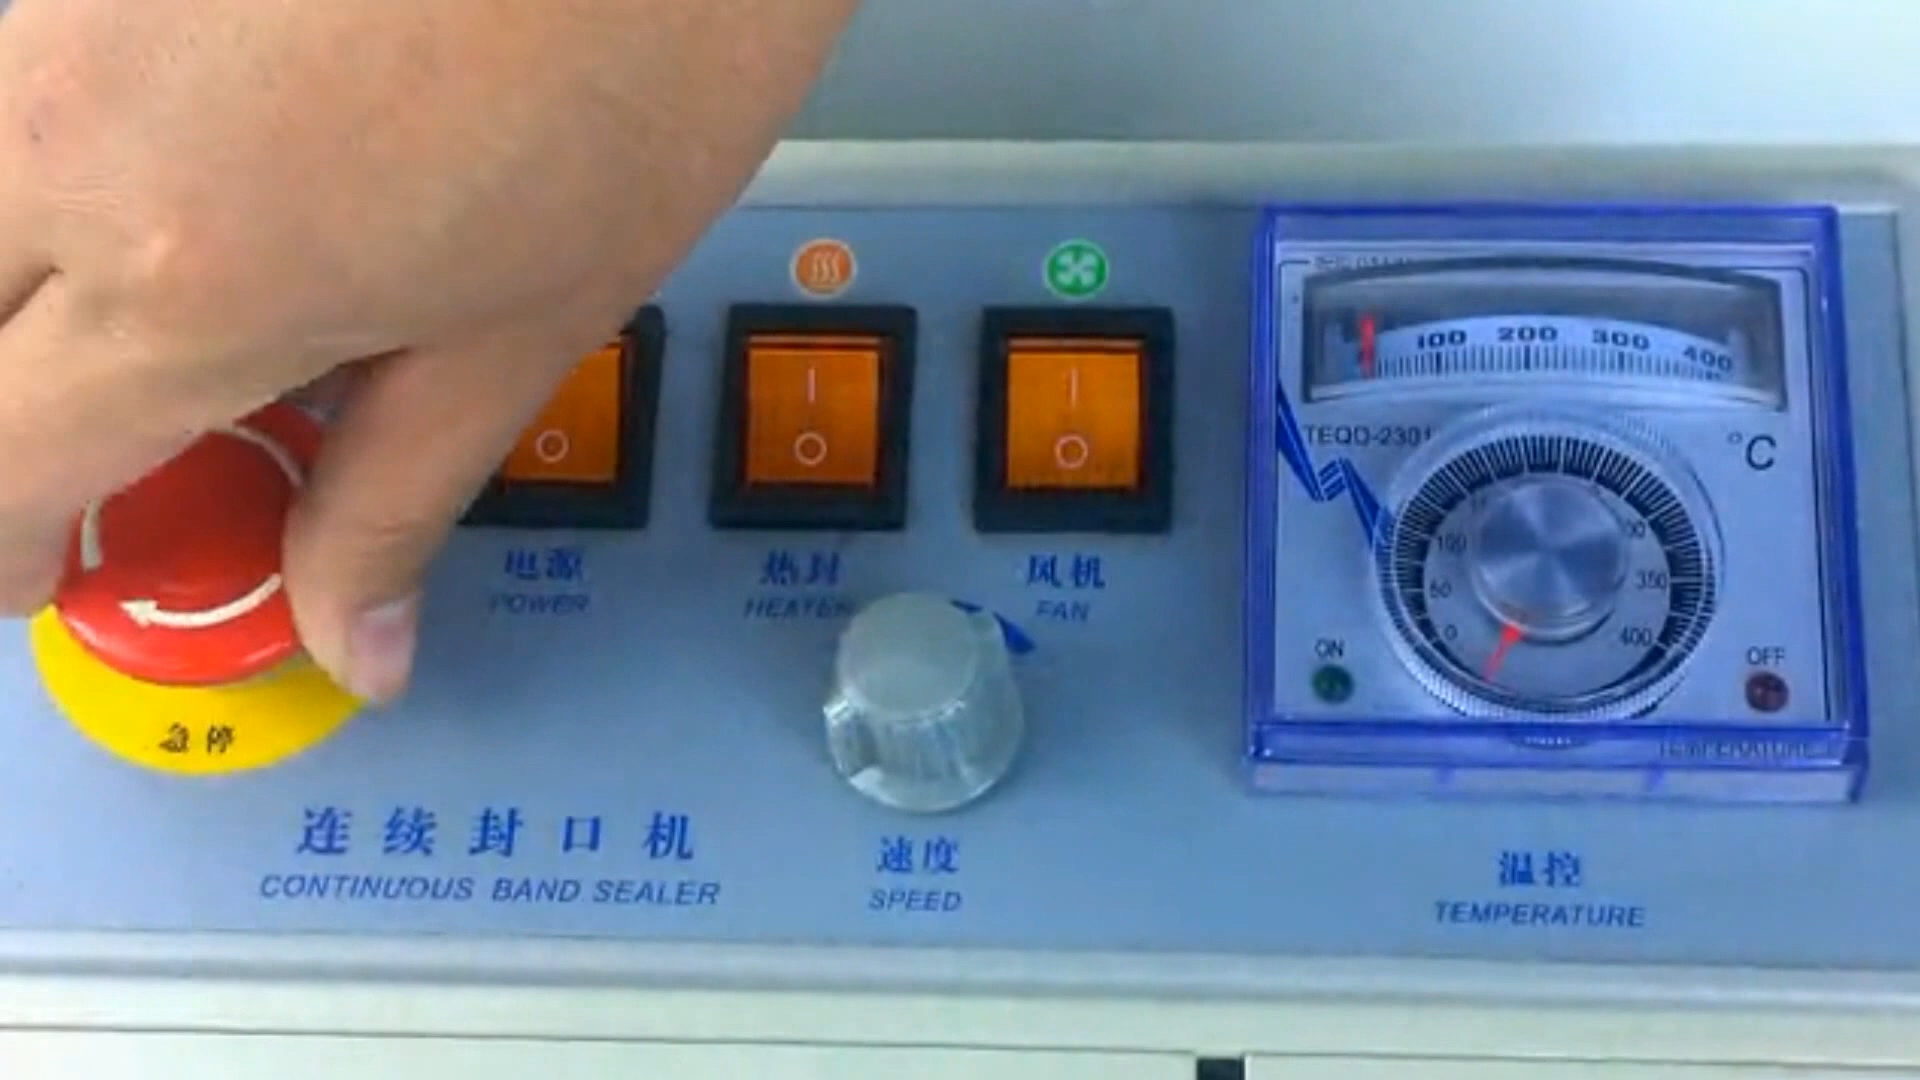 100 200 300 400
TEQD-2301
°C
100
50
0
350
400
ON
OFF
电源
POWER
热封
HEATER
风机
FAN
急停
连续封口机
CONTINUOUS BAND SEALER
速度
SPEED
TEMPERATURE
温控
TEMPERATURE